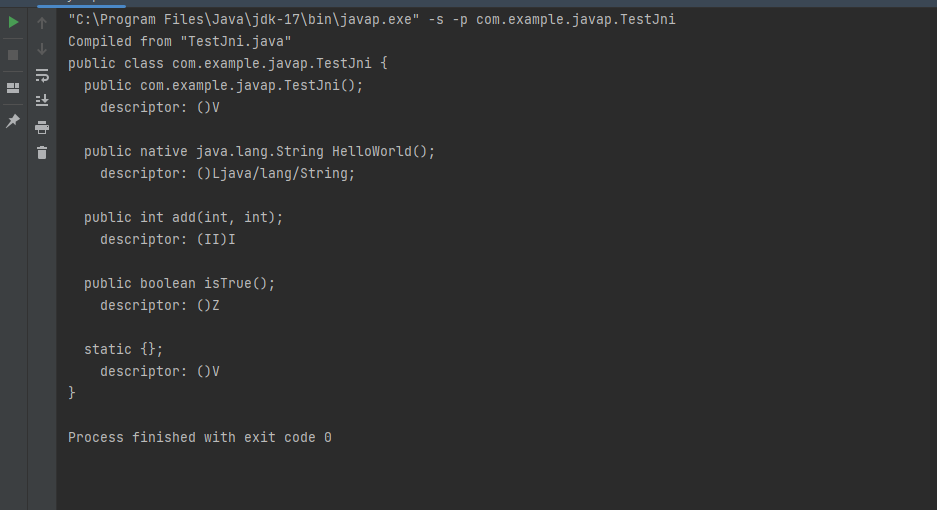 "C:\Program Files\Java\jdk-17\bin\javap.exe" -s -p com.example.javap.TestJni
Compiled from "TestJni.java"
public class com.example.javap.TestJni {
  public com.example.javap.TestJni();
    descriptor: ()V

  public native java.lang.String HelloWorld();
    descriptor: ()Ljava/lang/String;

  public int add(int, int);
    descriptor: (II)I

  public boolean isTrue();
    descriptor: ()Z

  static {};
    descriptor: ()V
}

Process finished with exit code 0